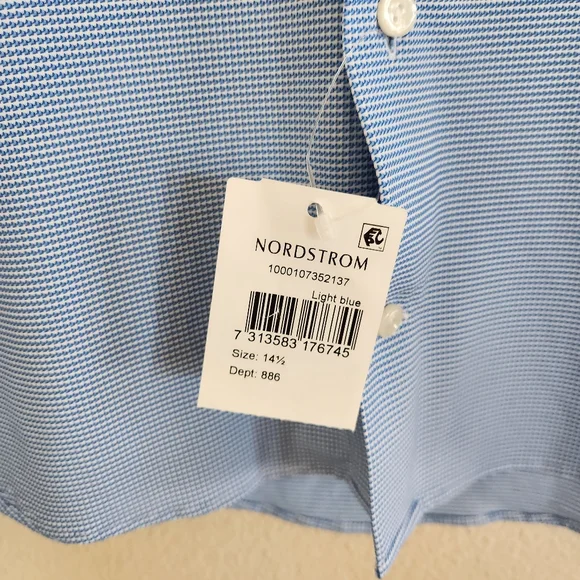 NORDSTROM
1000107352137
Light blue
7 313583 176745
Size: 14½
Dept: 886